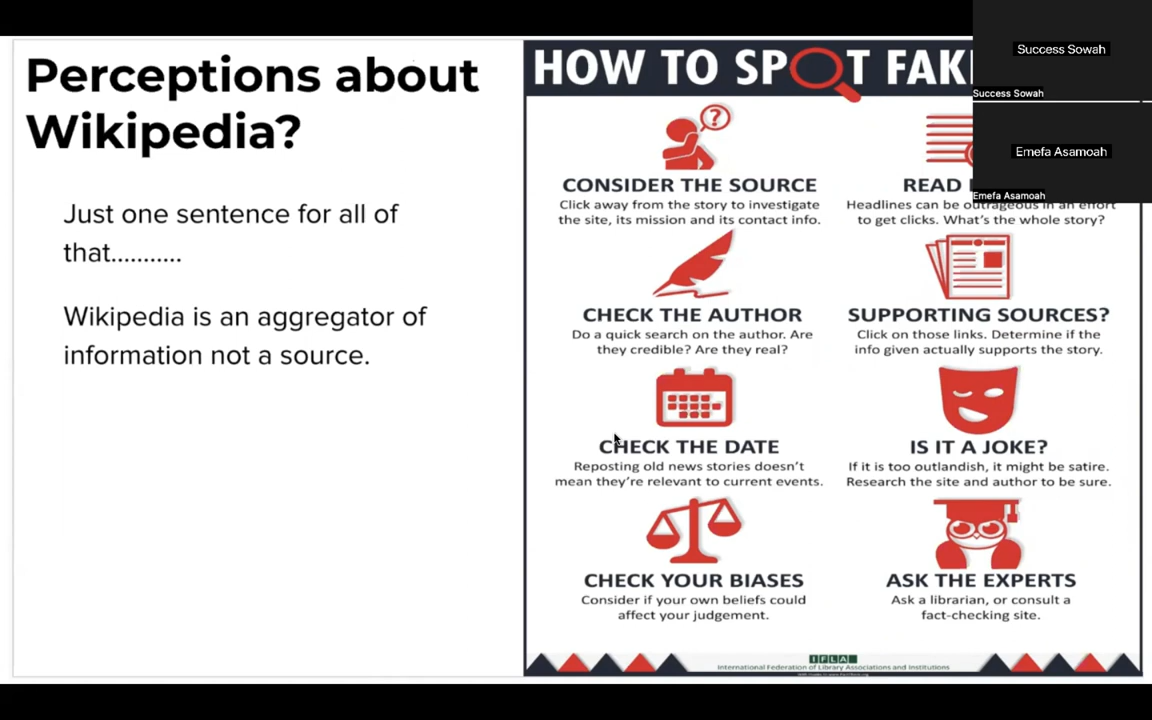 Perceptions about
Wikipedia?
Just one sentence for all of
that...........
Wikipedia is an aggregator of
information not a source.
HOW TO SPOT FAK
CONSIDER THE SOURCE
Click away from the story to investigate
the site, its mission and its contact info.
READ
Headlines can be outrageous in an effort
to get clicks. What's the whole story?
CHECK THE AUTHOR
Do a quick search on the author. Are
they credible? Are they real?
SUPPORTING SOURCES?
Click on those links. Determine if the
info given actually supports the story.
CHECK THE DATE
Reposting old news stories doesn't
mean they're relevant to current events.
IS IT A JOKE?
If it is too outlandish, it might be satire.
Research the site and author to be sure.
CHECK YOUR BIASES
Consider if your own beliefs could
affect your judgement.
ASK THE EXPERTS
Ask a librarian, or consult a
fact-checking site.
IFLA
International Federation of Library Associations and Institutions
Success Sowah
Success Sowah
Emefa Asamoah
Emefa Asamoah